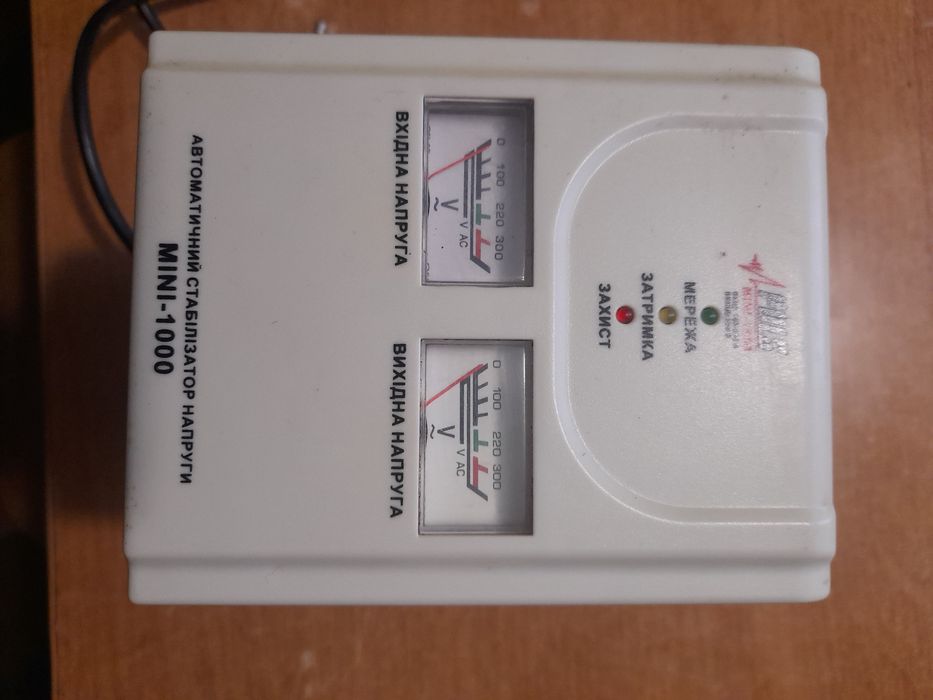 МЕРЕЖА
ЗАТРИМКА
ЗАХИСТ
0 100 220 300
V AC
V
~
ВХІДНА НАПРУГА
0 100 220 300
V AC
V
~
ВИХІДНА НАПРУГА
АВТОМАТИЧНИЙ СТАБІЛІЗАТОР НАПРУГИ
MINI-1000